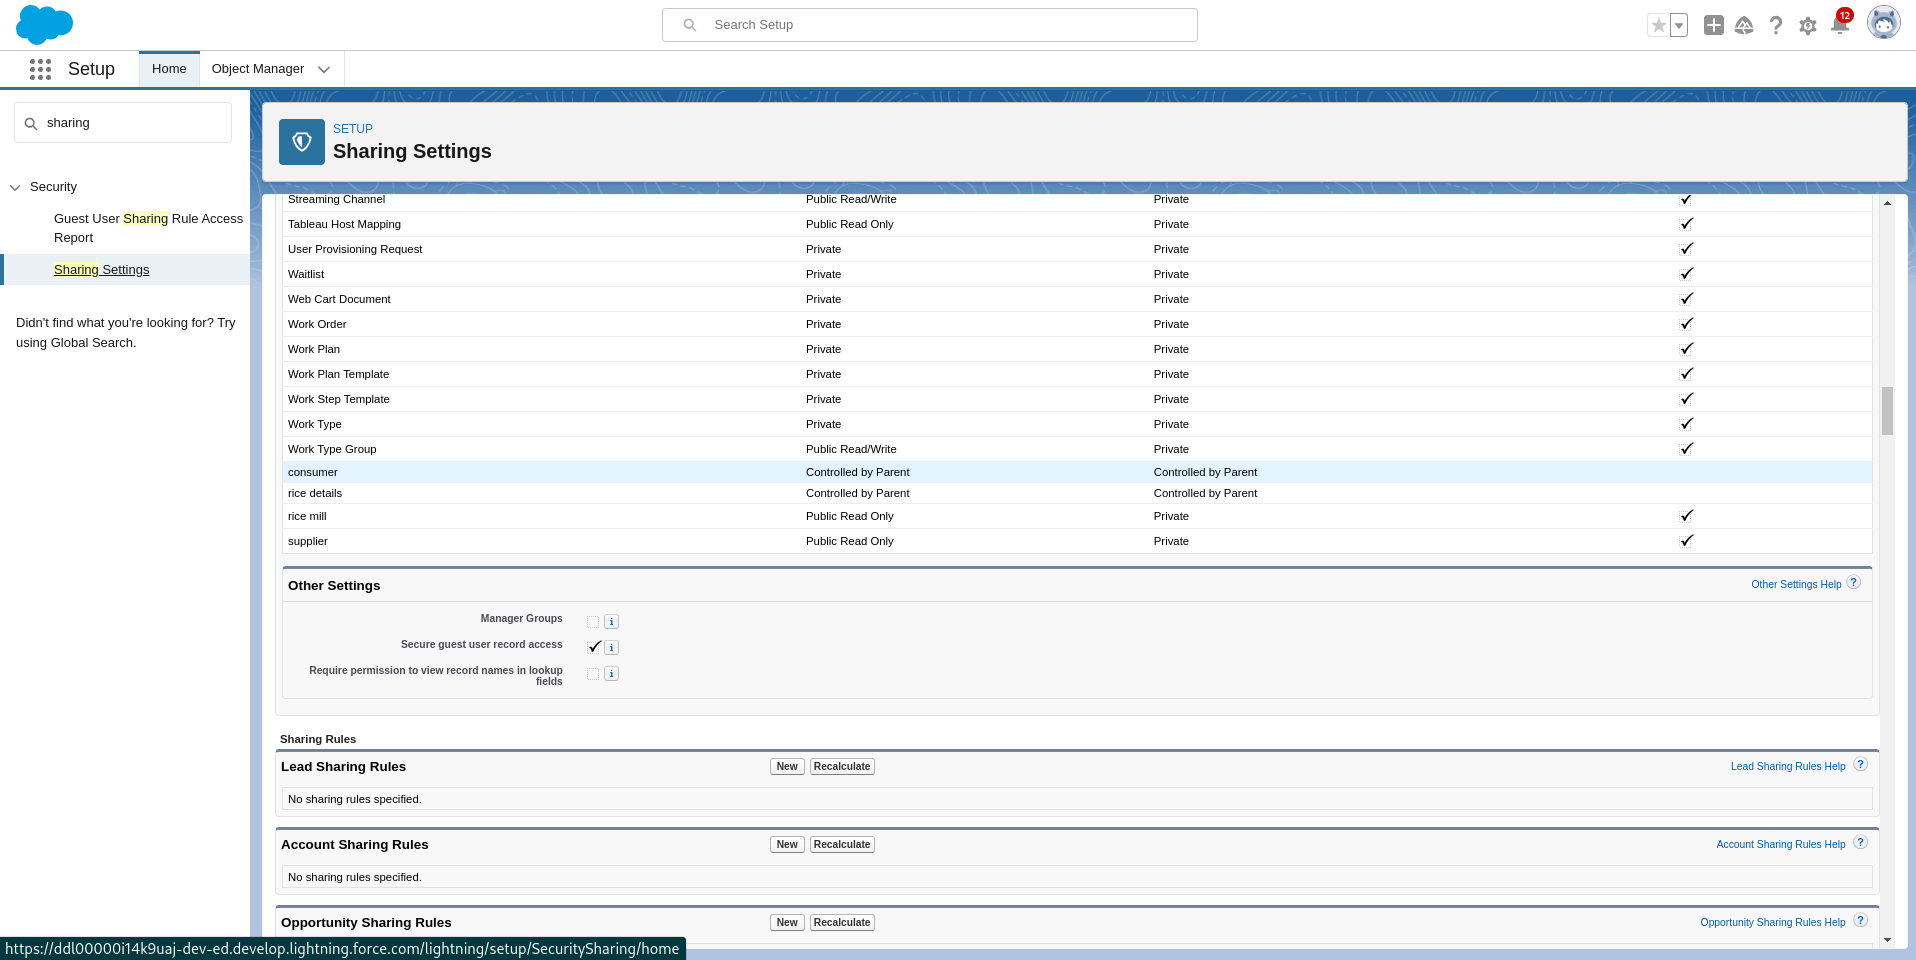 Search Setup
12
Setup
Home
Object Manager
sharing
Security
Guest User Sharing Rule Access
Report
Sharing Settings
Didn't find what you're looking for? Try
using Global Search.
SETUP
Sharing Settings
Streaming Channel Public Read/Write Private
Tableau Host Mapping Public Read Only Private
User Provisioning Request Private Private
Waitlist Private Private
Web Cart Document Private Private
Work Order Private Private
Work Plan Private Private
Work Plan Template Private Private
Work Step Template Private Private
Work Type Private Private
Work Type Group Public Read/Write Private
consumer Controlled by Parent Controlled by Parent
rice details Controlled by Parent Controlled by Parent
rice mill Public Read Only Private
supplier Public Read Only Private
Other Settings Other Settings Help ?
Manager Groups i
Secure guest user record access i
Require permission to view record names in lookup
fields i
Sharing Rules
Lead Sharing Rules New Recalculate Lead Sharing Rules Help ?
No sharing rules specified.
Account Sharing Rules New Recalculate Account Sharing Rules Help ?
No sharing rules specified.
Opportunity Sharing Rules New Recalculate Opportunity Sharing Rules Help ?
https://ddl00000i14k9uaj-dev-ed.develop.lightning.force.com/lightning/setup/SecuritySharing/home